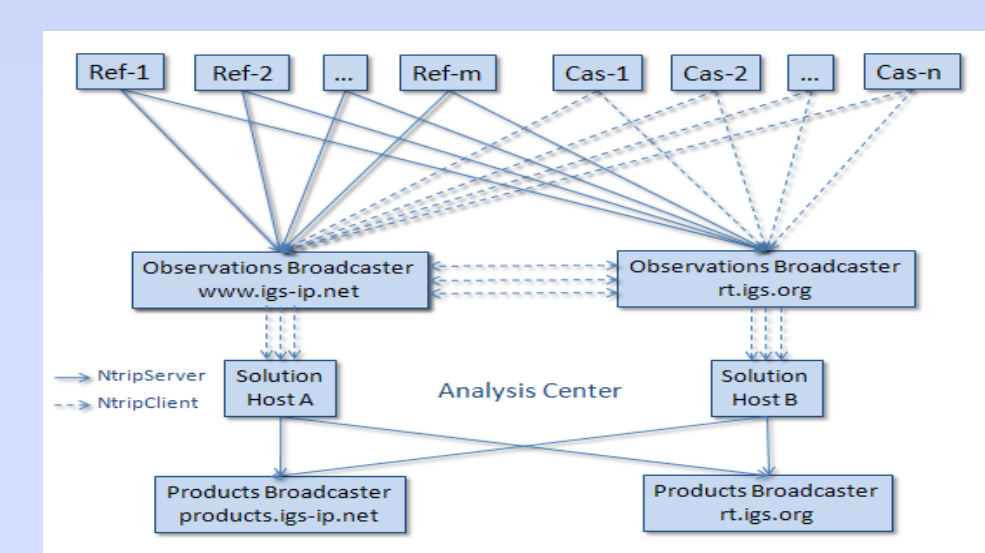 Ref-1
Ref-2
...
Ref-m
Cas-1
Cas-2
...
Cas-n
Observations Broadcaster
www.igs-ip.net
Observations Broadcaster
rt.igs.org
NtripServer
NtripClient
Solution
Host A
Analysis Center
Solution
Host B
Products Broadcaster
products.igs-ip.net
Products Broadcaster
rt.igs.org